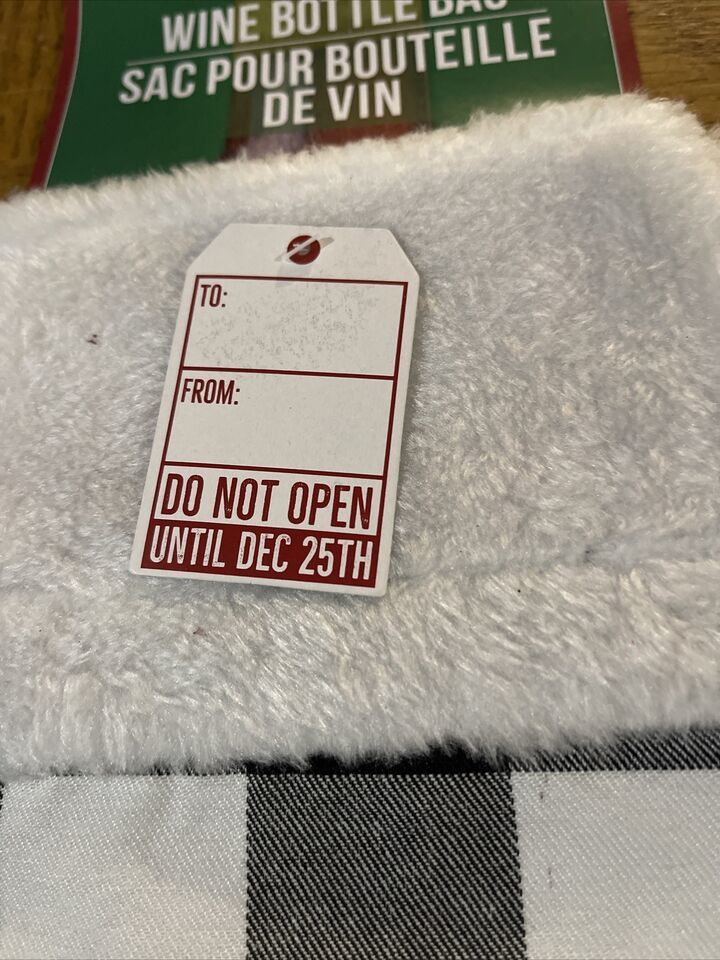 WINE BOTTLE BAG
SAC POUR BOUTEILLE
DE VIN
TO:
FROM:
DO NOT OPEN
UNTIL DEC 25TH